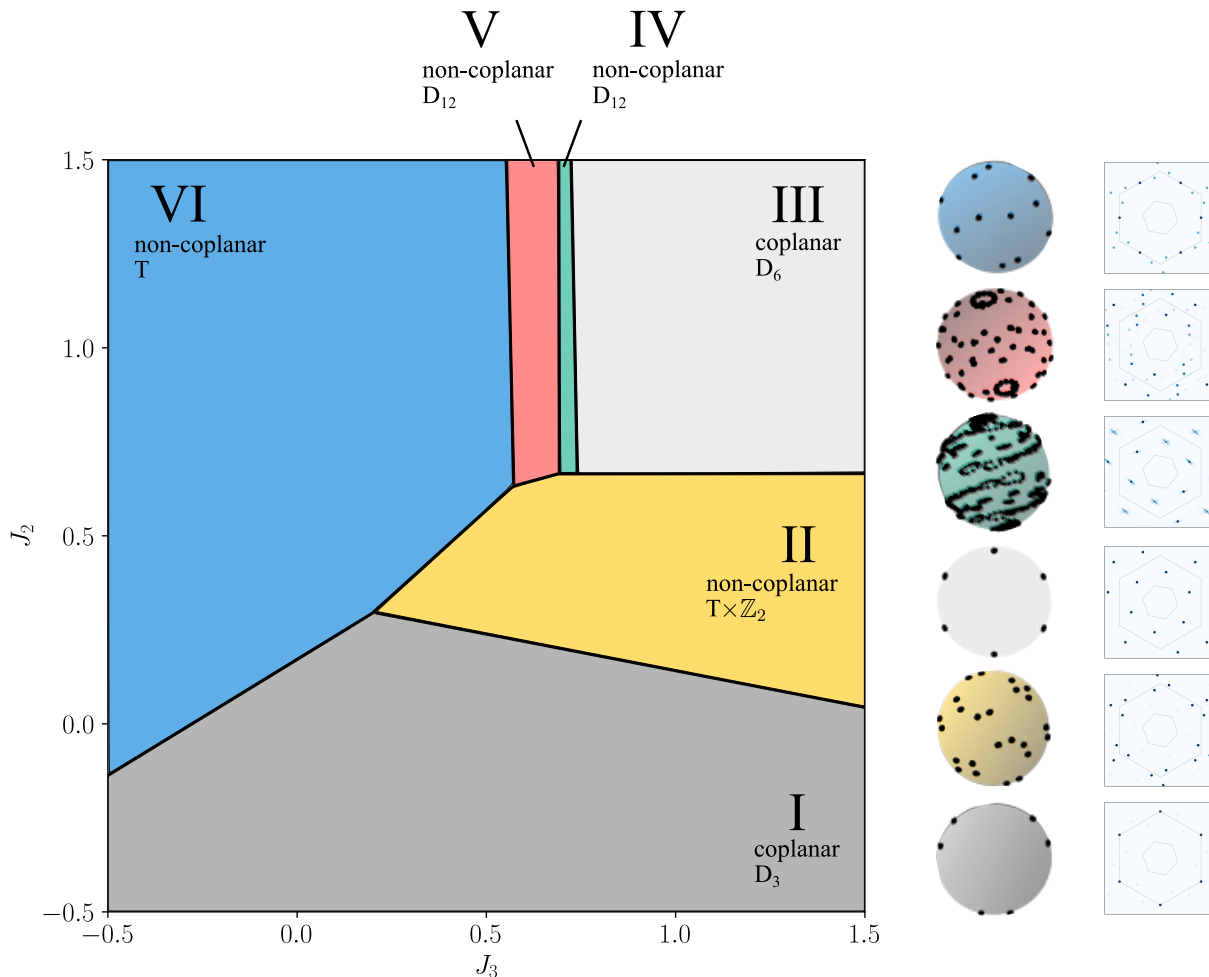 V
non-coplanar
D₁₂
IV
non-coplanar
D₁₂
VI
non-coplanar
T
III
coplanar
D₆
II
non-coplanar
T×ℤ₂
I
coplanar
D₃
J₂
1.5
1.0
0.5
0.0
−0.5
−0.5
0.0
0.5
1.0
1.5
J₃